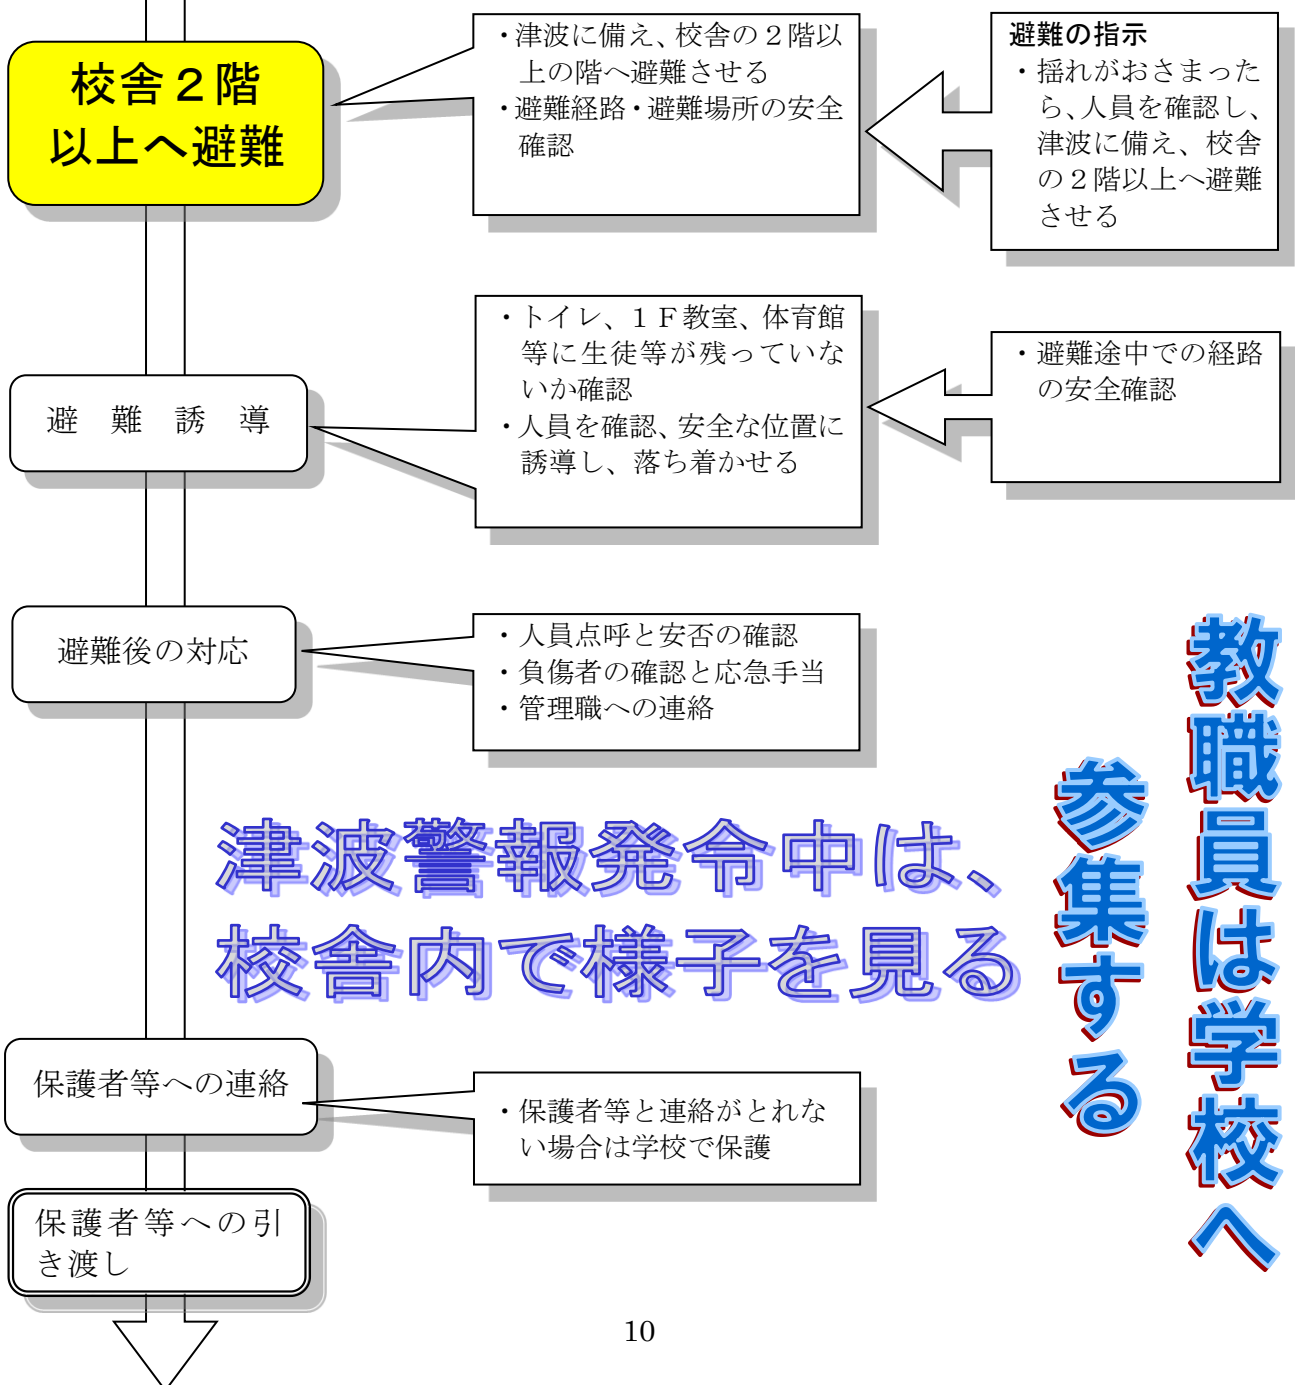 校舎２階
以上へ避難
・津波に備え、校舎の２階以
上の階へ避難させる
・避難経路・避難場所の安全
確認
避難の指示
・揺れがおさまった
ら、人員を確認し、
津波に備え、校舎
の２階以上へ避難
させる
避　難　誘　導
・トイレ、１Ｆ教室、体育館
等に生徒等が残っていな
いか確認
・人員を確認、安全な位置に
誘導し、落ち着かせる
・避難途中での経路
の安全確認
避難後の対応
・人員点呼と安否の確認
・負傷者の確認と応急手当
・管理職への連絡
教職員は学校へ
参集する
津波警報発令中は、
校舎内で様子を見る
保護者等への連絡
・保護者等と連絡がとれな
い場合は学校で保護
保護者等への引
き渡し
10